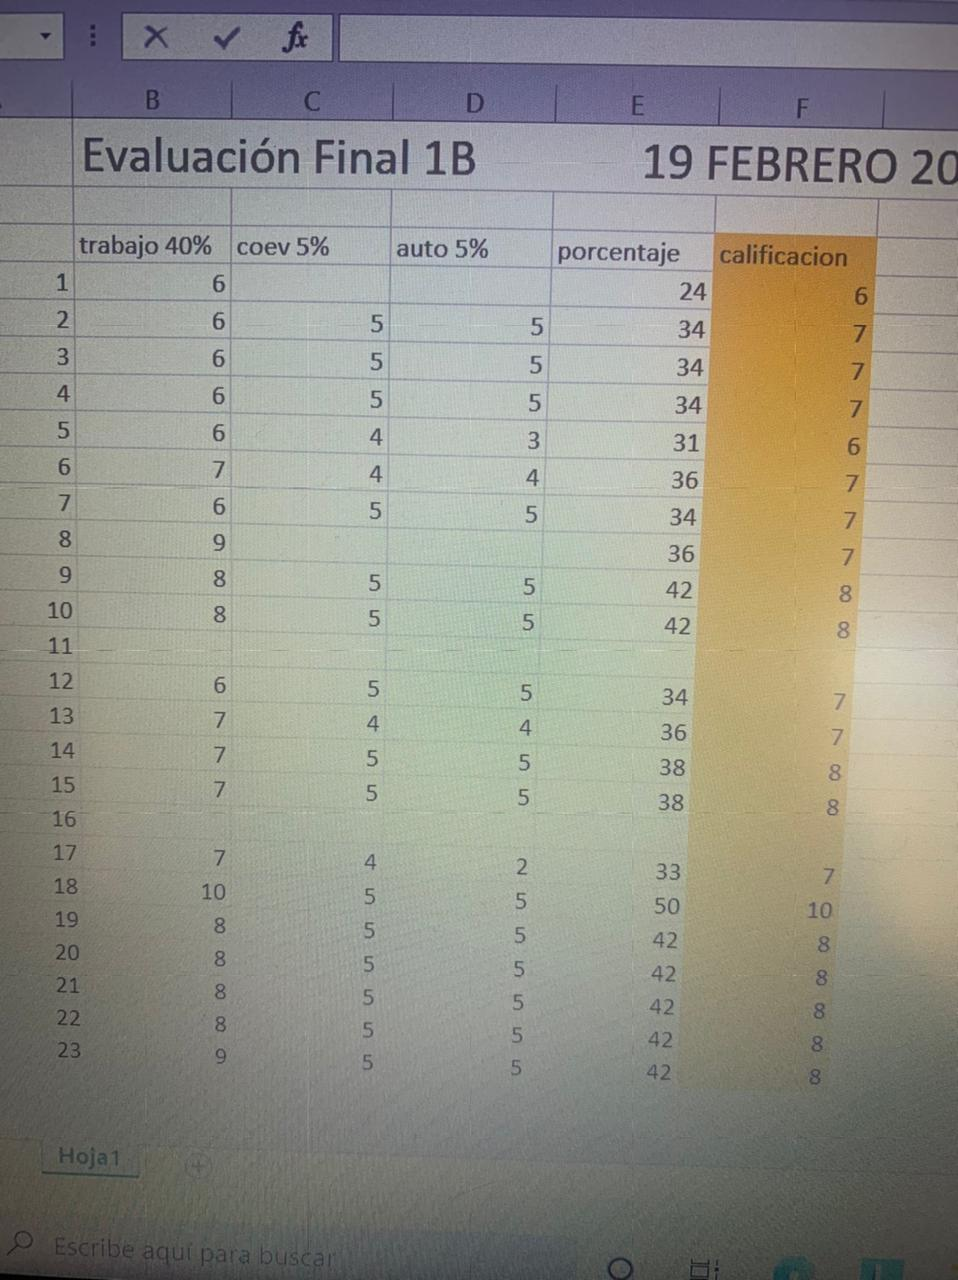 fx
B C D E F
Evaluación Final 1B 19 FEBRERO 20
trabajo 40% coev 5% auto 5% porcentaje calificacion
1 6 24 6
2 6 5 5 34 7
3 6 5 5 34 7
4 6 5 5 34 7
5 6 4 3 31 6
6 7 4 4 36 7
7 6 5 5 34 7
8 9 36 7
9 8 5 5 42 8
10 8 5 5 42 8
11
12 6 5 5 34 7
13 7 4 4 36 7
14 7 5 5 38 8
15 7 5 5 38 8
16
17 7 4 2 33 7
18 10 5 5 50 10
19 8 5 5 42 8
20 8 5 5 42 8
21 8 5 5 42 8
22 8 5 5 42 8
23 9 5 5 42 8
Hoja1
Escribe aquí para buscar